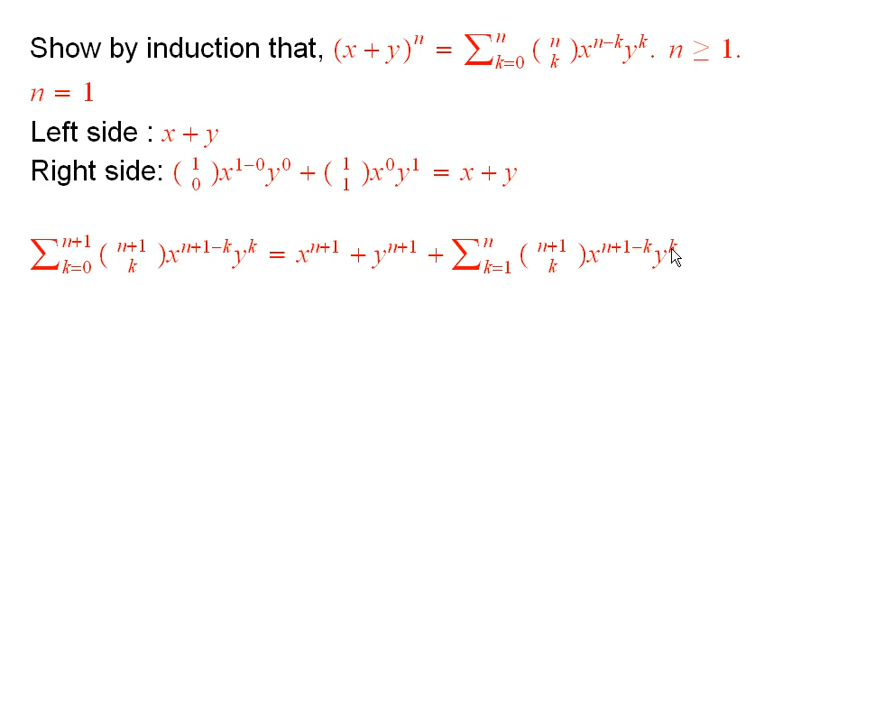 Show by induction that, (x + y)^n = ∑_{k=0}^{n} (n k)x^{n−k}y^k. n ≥ 1.
n = 1
Left side : x + y
Right side: (1 0)x^{1−0}y^0 + (1 1)x^0y^1 = x + y
∑_{k=0}^{n+1} (n+1 k)x^{n+1−k}y^k = x^{n+1} + y^{n+1} + ∑_{k=1}^{n} (n+1 k)x^{n+1−k}y^k